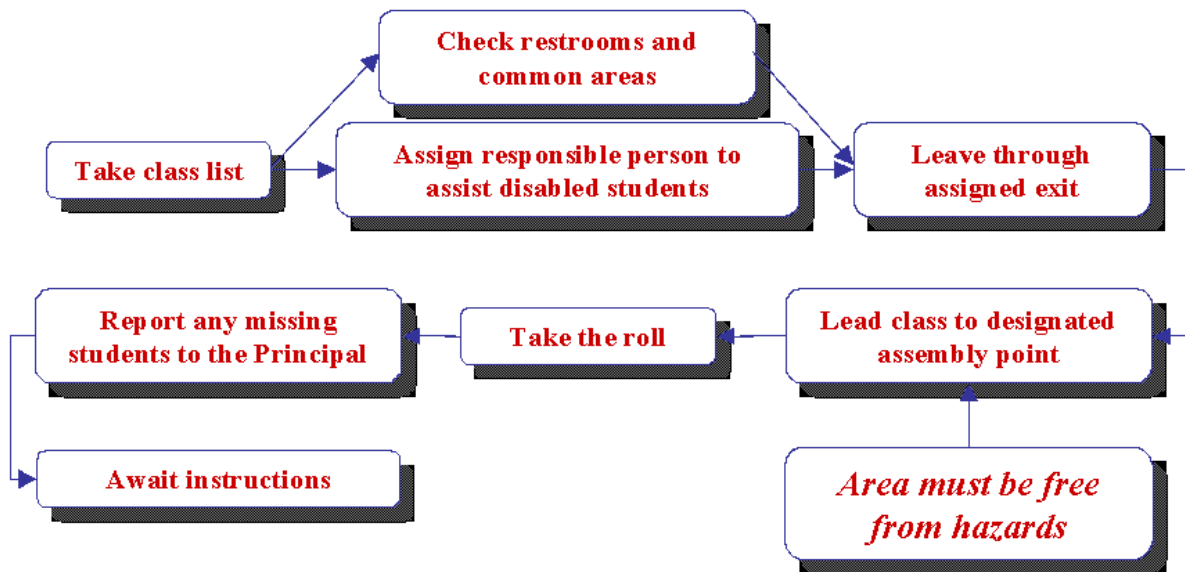 Check restrooms and
common areas
Take class list
Assign responsible person to
assist disabled students
Leave through
assigned exit
Lead class to designated
assembly point
Area must be free
from hazards
Take the roll
Report any missing
students to the Principal
Await instructions